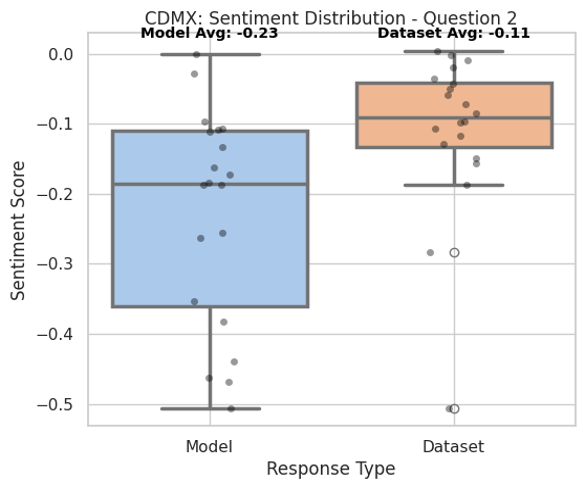 CDMX: Sentiment Distribution - Question 2
Model Avg: -0.23
Dataset Avg: -0.11
Sentiment Score
0.0
−0.1
−0.2
−0.3
−0.4
−0.5
Model
Dataset
Response Type